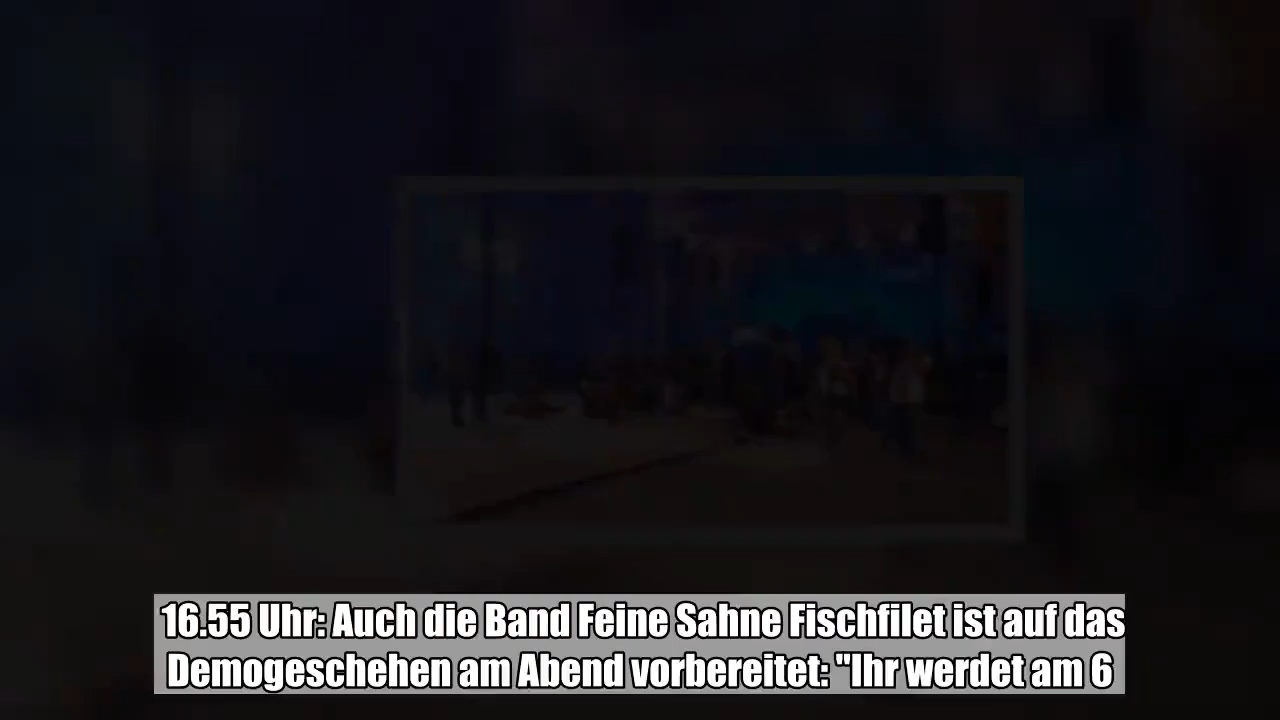 16.55 Uhr: Auch die Band Feine Sahne Fischfilet ist auf das
Demogeschehen am Abend vorbereitet: "Ihr werdet am 6